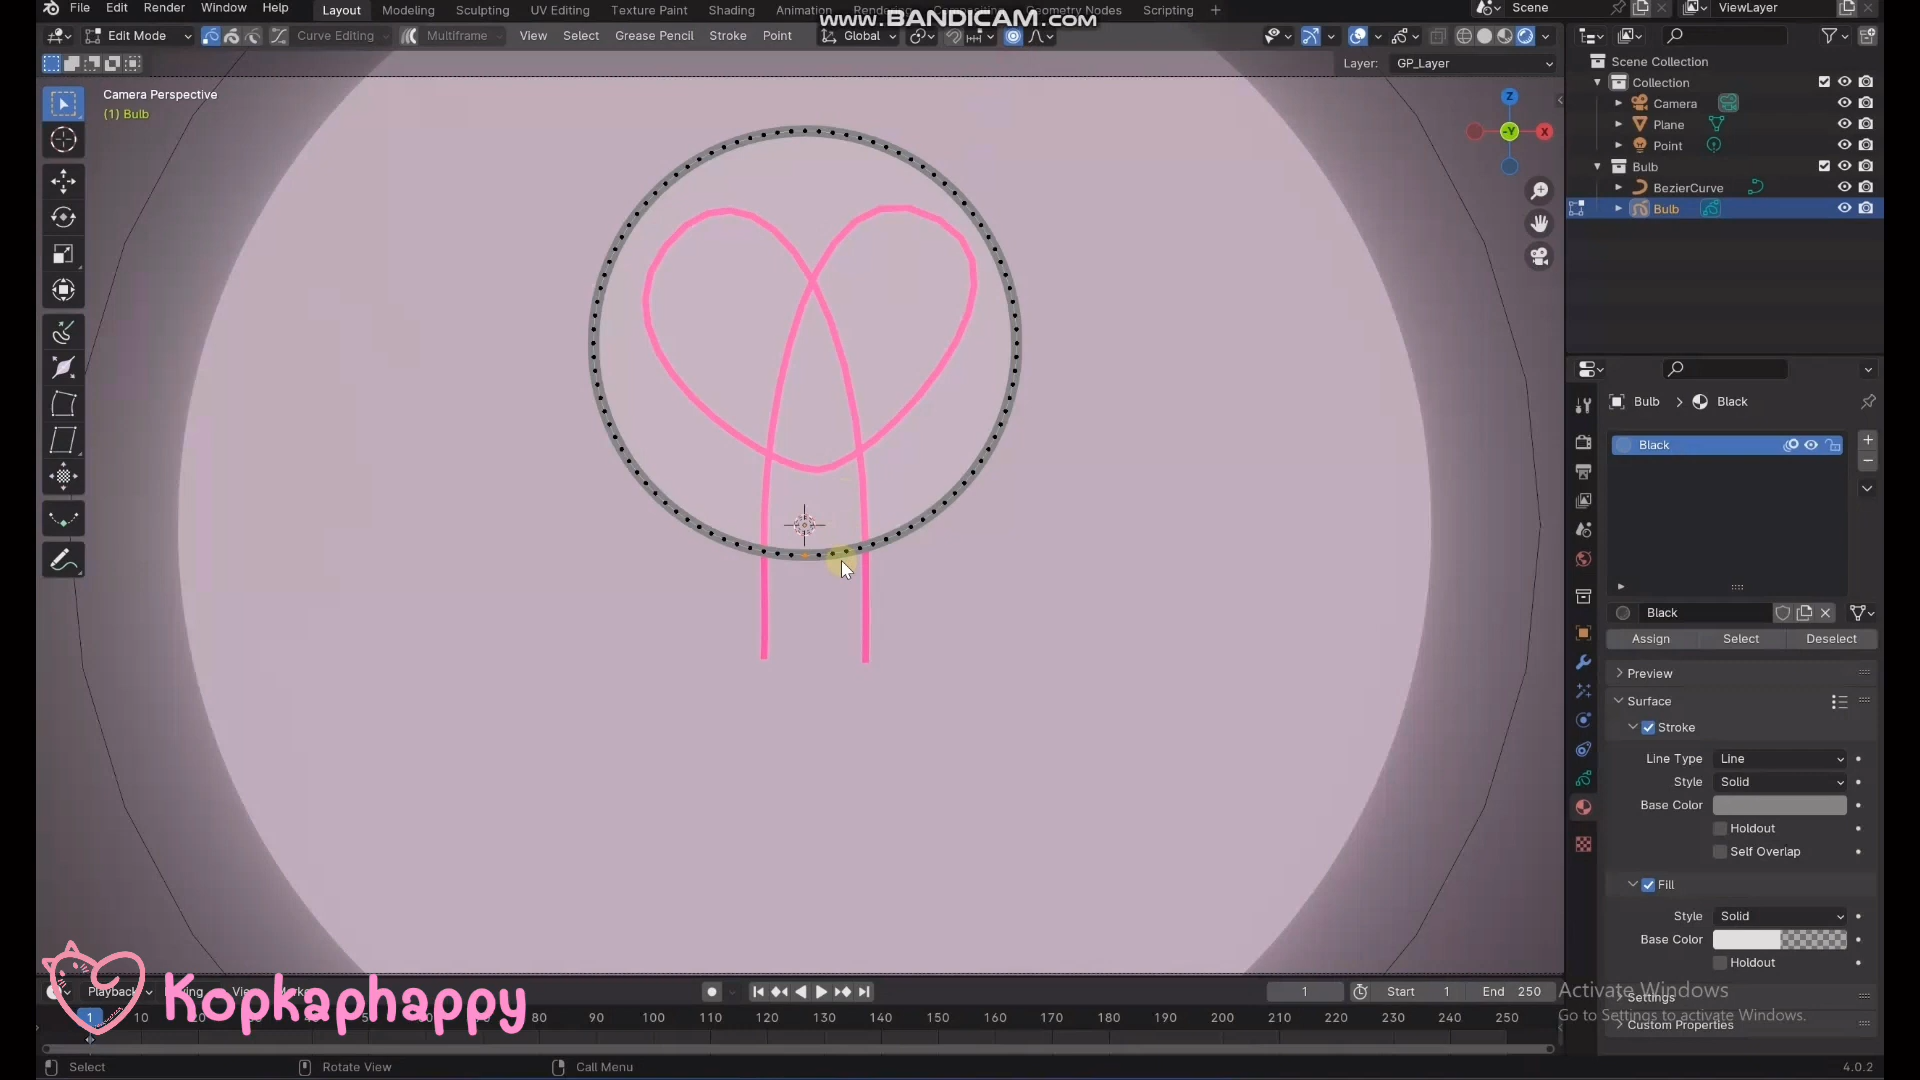 File Edit Render Window Help Layout Modeling Sculpting UV Editing Texture Paint Shading Animation Geometry Nodes Scripting + Scene ViewLayer
www.BANDICAM.com
Edit Mode Curve Editing Multiframe View Select Grease Pencil Stroke Point Global
Layer: GP_Layer
Camera Perspective
(1) Bulb
Z
-Y
X
Scene Collection
Collection
Camera
Plane
Point
Bulb
BezierCurve
Bulb
Bulb > Black
Black
Black
Assign Select Deselect
Preview
Surface
Stroke
Line Type Line
Style Solid
Base Color
Holdout
Self Overlap
Fill
Style Solid
Base Color
Holdout
Settings
Custom Properties
Activate Windows
Go to Settings to activate Windows.
Kopkaphappy
Playback 1 Start 1 End 250
1 10 80 90 100 110 120 130 140 150 160 170 180 190 200 210 220 230 240 250
Select Rotate View Call Menu 4.0.2